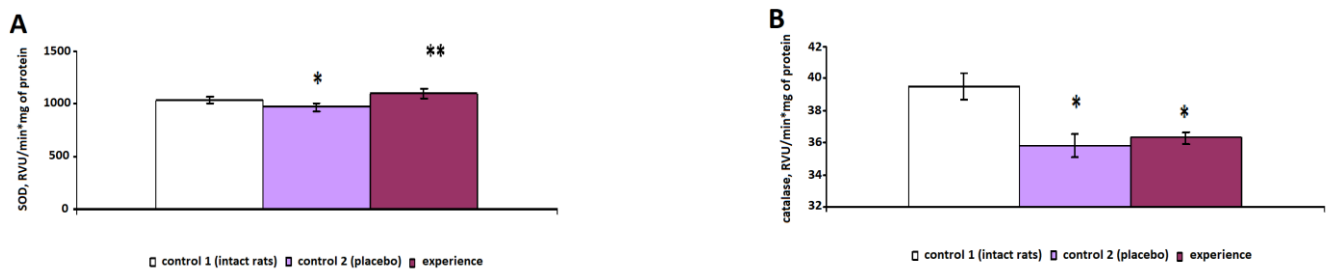 A
SOD, RVU/min*mg of protein
1500
1000
500
0
*
**
control 1 (intact rats) control 2 (placebo) experience
B
catalase, RVU/min*mg of protein
42
40
38
36
34
32
*
*
control 1 (intact rats) control 2 (placebo) experience